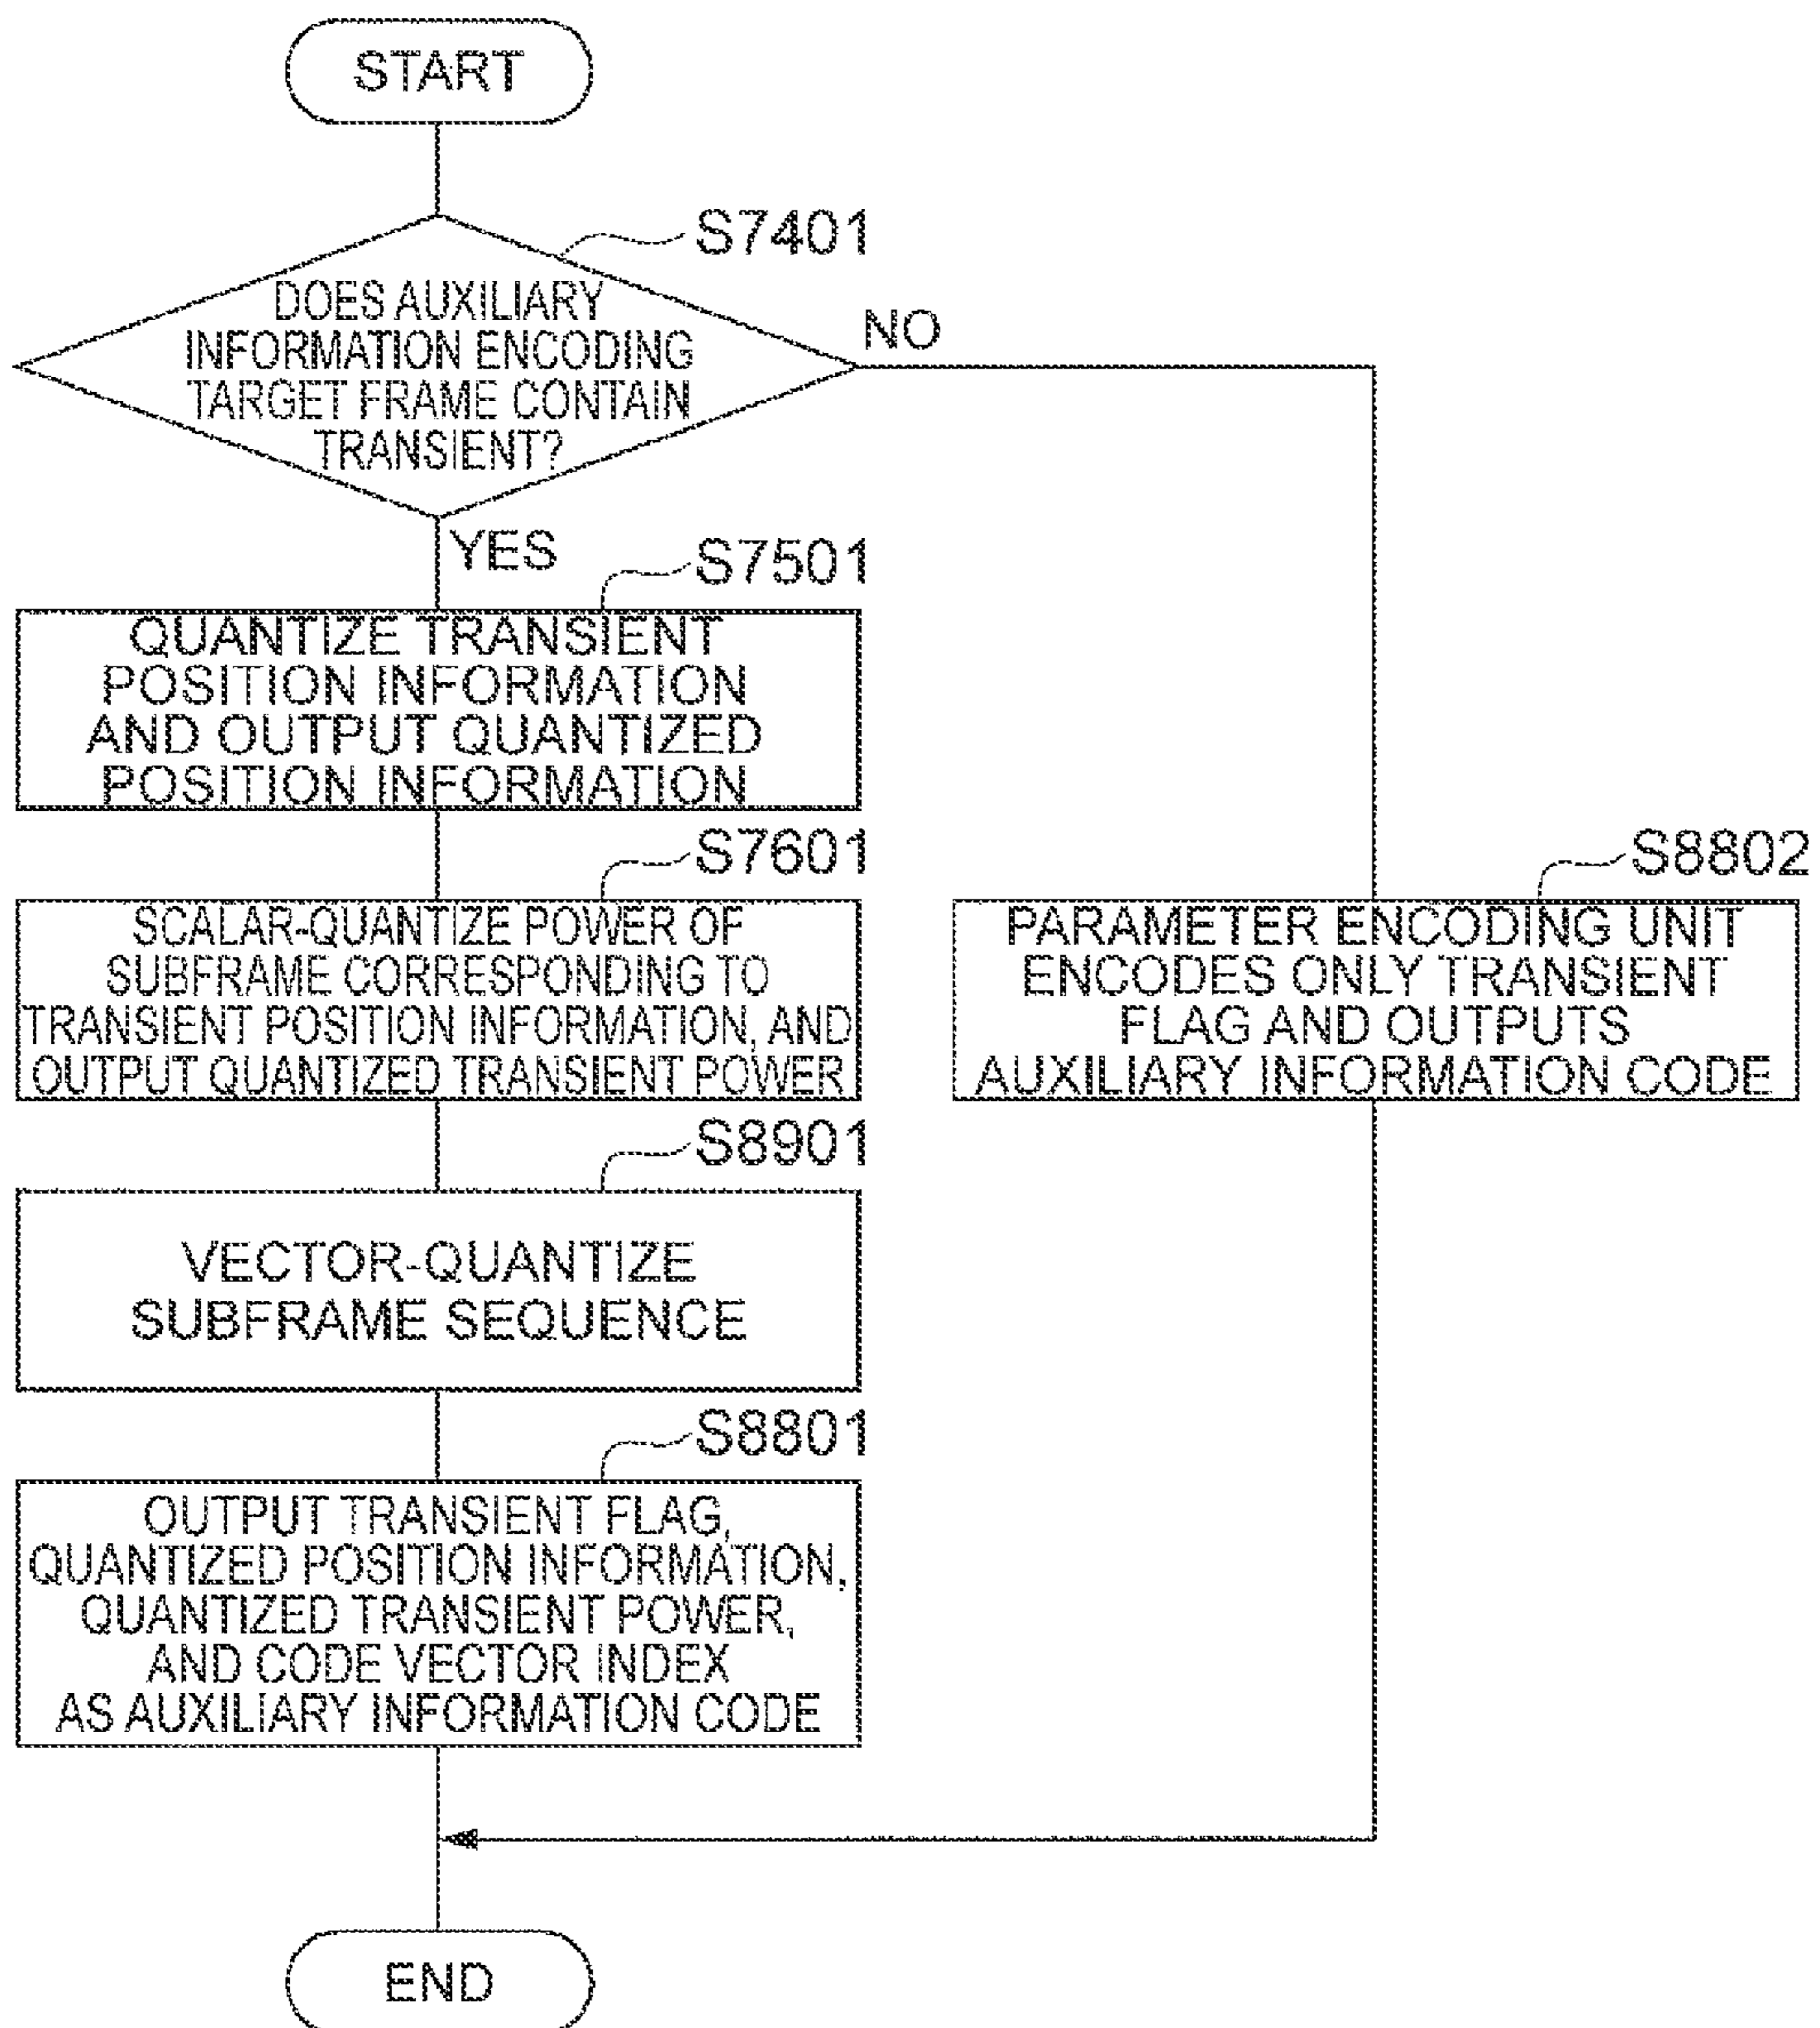 START
S7401
DOES AUXILIARY
INFORMATION ENCODING
TARGET FRAME CONTAIN
TRANSIENT?
NO
YES
S7501
QUANTIZE TRANSIENT
POSITION INFORMATION
AND OUTPUT QUANTIZED
POSITION INFORMATION
S7601
SCALAR-QUANTIZE POWER OF
SUBFRAME CORRESPONDING TO
TRANSIENT POSITION INFORMATION, AND
OUTPUT QUANTIZED TRANSIENT POWER
S8802
PARAMETER ENCODING UNIT
ENCODES ONLY TRANSIENT
FLAG AND OUTPUTS
AUXILIARY INFORMATION CODE
S8901
VECTOR-QUANTIZE
SUBFRAME SEQUENCE
S8801
OUTPUT TRANSIENT FLAG,
QUANTIZED POSITION INFORMATION,
QUANTIZED TRANSIENT POWER,
AND CODE VECTOR INDEX
AS AUXILIARY INFORMATION CODE
END